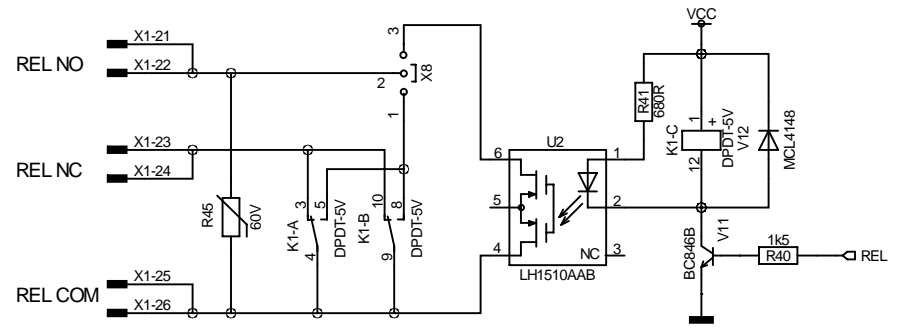 VCC
X1-21
REL NO
X1-22
3
2
X8
1
R41
680R
K1-C
1
+
12
DPDT-5V
V12
MCL4148
X1-23
REL NC
X1-24
R45
60V
3
5
K1-A
4
DPDT-5V
10
8
K1-B
9
DPDT-5V
U2
6
1
5
2
4
NC
3
LH1510AAB
BC846B
V11
1k5
R40
REL
X1-25
REL COM
X1-26